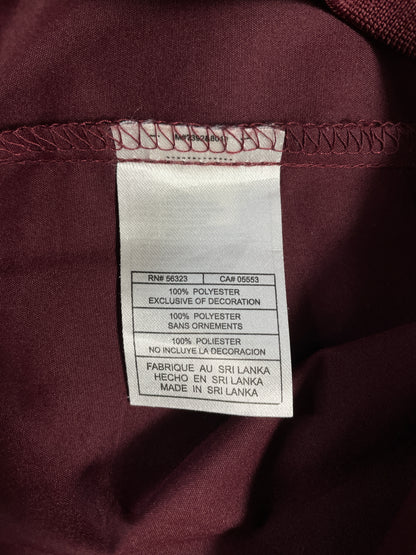 RN# 56323 CA# 05553
100% POLYESTER
EXCLUSIVE OF DECORATION
100% POLYESTER
SANS ORNEMENTS
100% POLIESTER
NO INCLUYE LA DECORACION
FABRIQUE AU SRI LANKA
HECHO EN SRI LANKA
MADE IN SRI LANKA